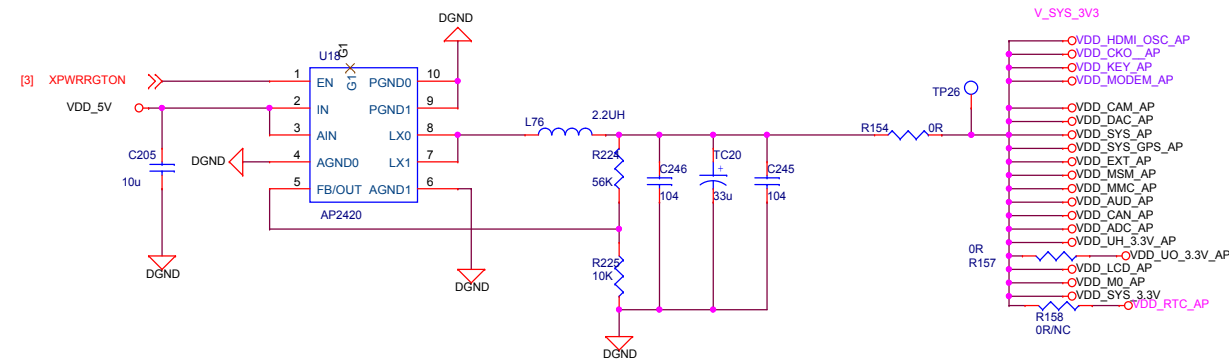 V_SYS_3V3
DGND
U18
G1
G1
[3] XPWRRGTON
1 EN PGND0 10
VDD_5V
2 IN PGND1 9
3 AIN LX0 8
4 AGND0 LX1 7
5 FB/OUT AGND1 6
AP2420
DGND
C205
10u
DGND
DGND
L76 2.2UH
R224
56K
R225
10K
C246
104
TC20
+
33u
C245
104
DGND
R154 0R
TP26
VDD_HDMI_OSC_AP
VDD_CKO__AP
VDD_KEY_AP
VDD_MODEM_AP
VDD_CAM_AP
VDD_DAC_AP
VDD_SYS_AP
VDD_SYS_GPS_AP
VDD_EXT_AP
VDD_MSM_AP
VDD_MMC_AP
VDD_AUD_AP
VDD_CAN_AP
VDD_ADC_AP
VDD_UH_3.3V_AP
0R
R157
VDD_UO_3.3V_AP
VDD_LCD_AP
VDD_M0_AP
VDD_SYS_3.3V
VDD_RTC_AP
R158
0R/NC